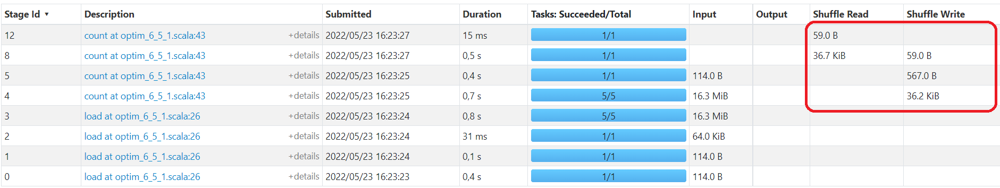 Stage Id ▾ Description Submitted Duration Tasks: Succeeded/Total Input Output Shuffle Read Shuffle Write
12 count at optim_6_5_1.scala:43 +details 2022/05/23 16:23:27 15 ms 1/1 59.0 B
8 count at optim_6_5_1.scala:43 +details 2022/05/23 16:23:27 0,5 s 1/1 36.7 KiB 59.0 B
5 count at optim_6_5_1.scala:43 +details 2022/05/23 16:23:25 0,4 s 1/1 114.0 B 567.0 B
4 count at optim_6_5_1.scala:43 +details 2022/05/23 16:23:25 0,7 s 5/5 16.3 MiB 36.2 KiB
3 load at optim_6_5_1.scala:26 +details 2022/05/23 16:23:24 0,8 s 5/5 16.3 MiB
2 load at optim_6_5_1.scala:26 +details 2022/05/23 16:23:24 31 ms 1/1 64.0 KiB
1 load at optim_6_5_1.scala:26 +details 2022/05/23 16:23:24 0,1 s 1/1 114.0 B
0 load at optim_6_5_1.scala:26 +details 2022/05/23 16:23:23 0,4 s 1/1 114.0 B